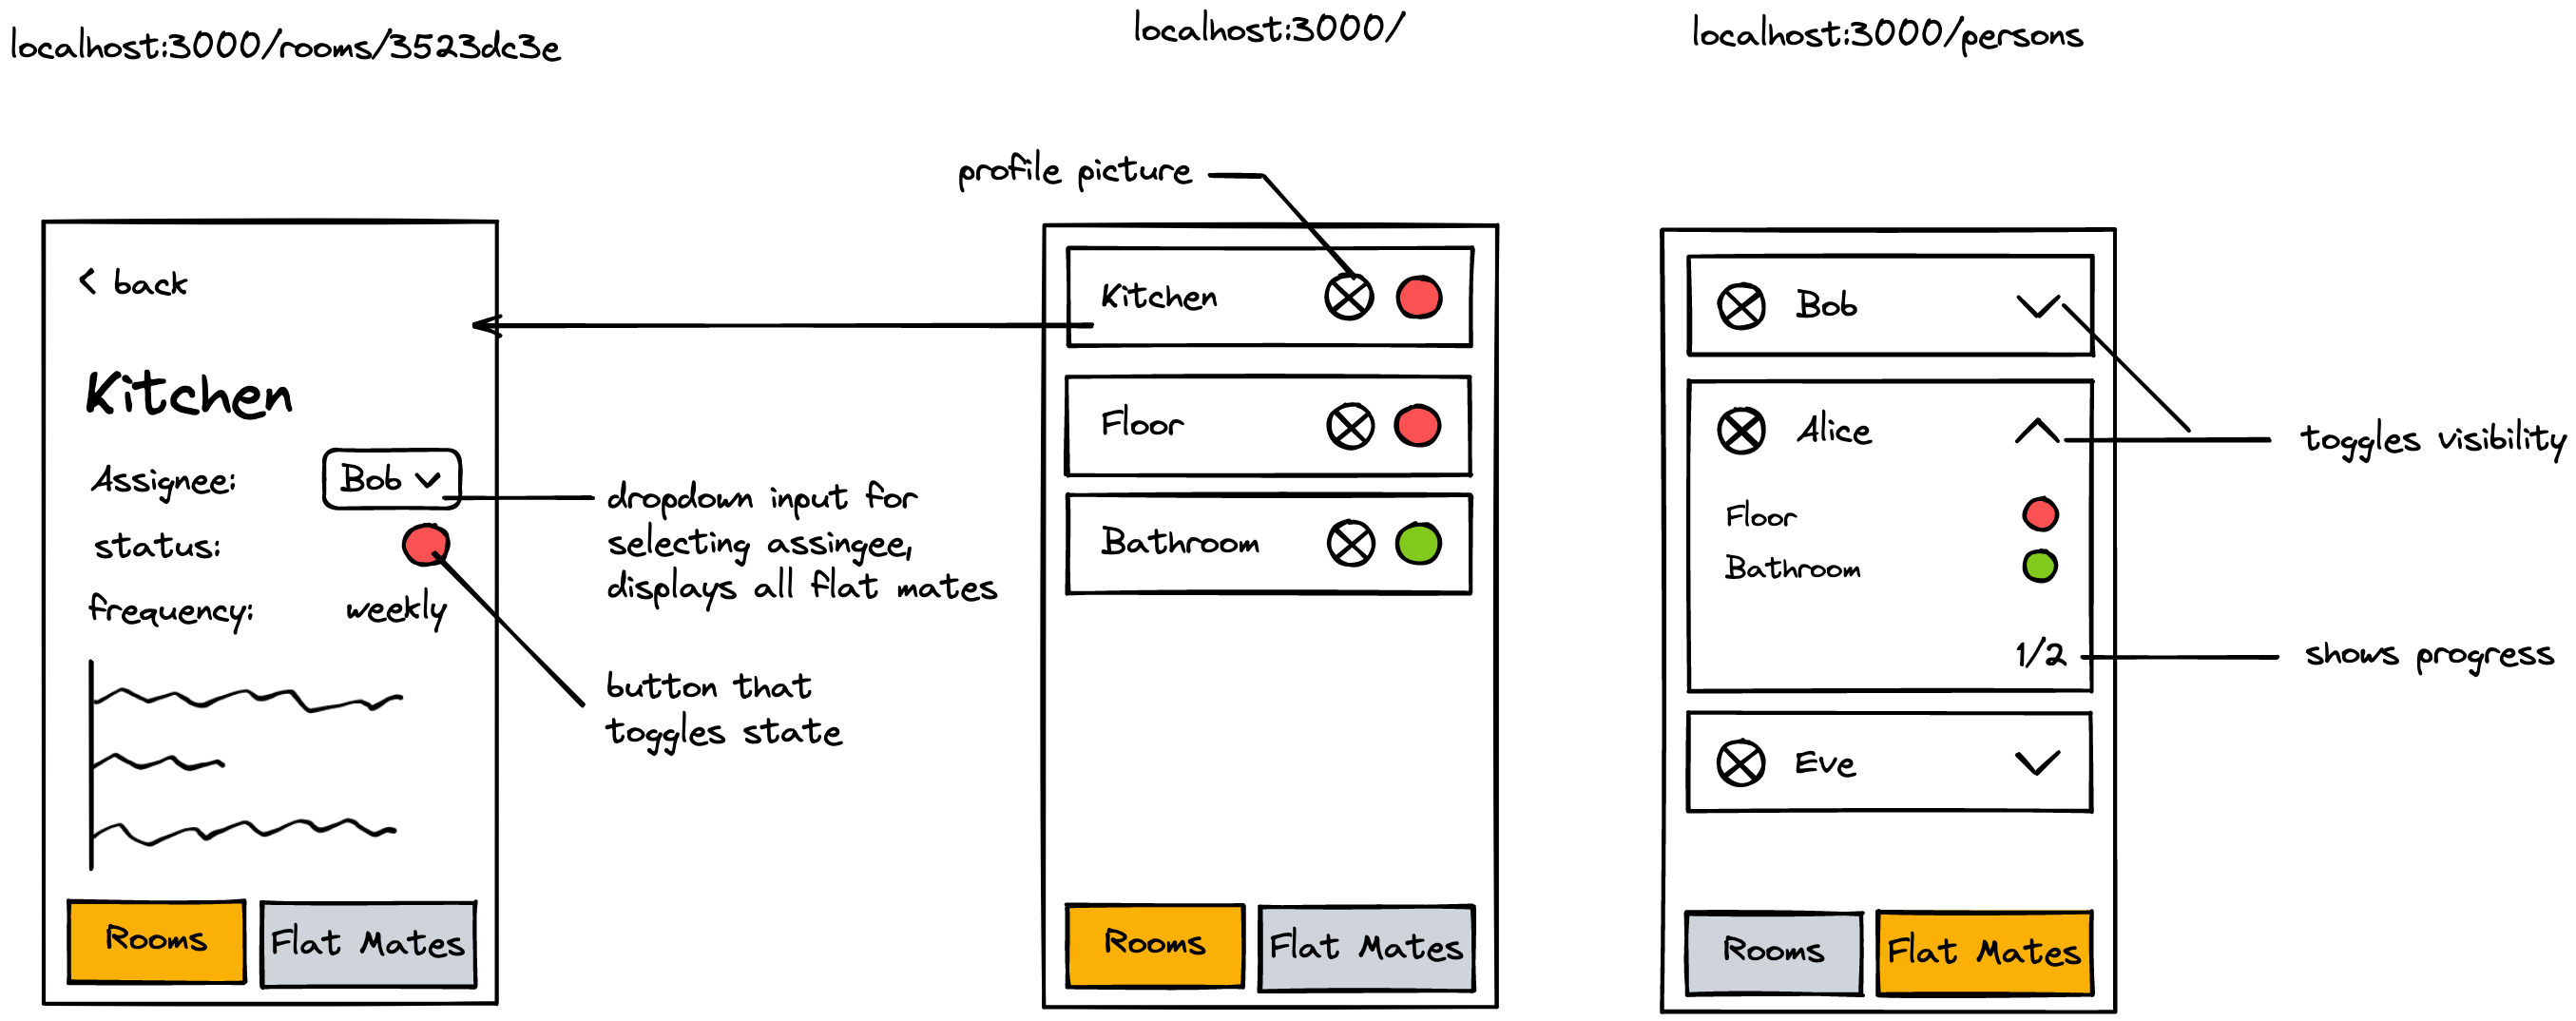 localhost:3000/rooms/3523dc3e
< back
Kitchen
Assignee:
Bob
status:
frequency:
weekly
Rooms
Flat Mates
dropdown input for
selecting assingee,
displays all flat mates
button that
toggles state
localhost:3000/
profile picture
Kitchen
Floor
Bathroom
Rooms
Flat Mates
localhost:3000/persons
Bob
Alice
Floor
Bathroom
1/2
Eve
Rooms
Flat Mates
toggles visibility
shows progress